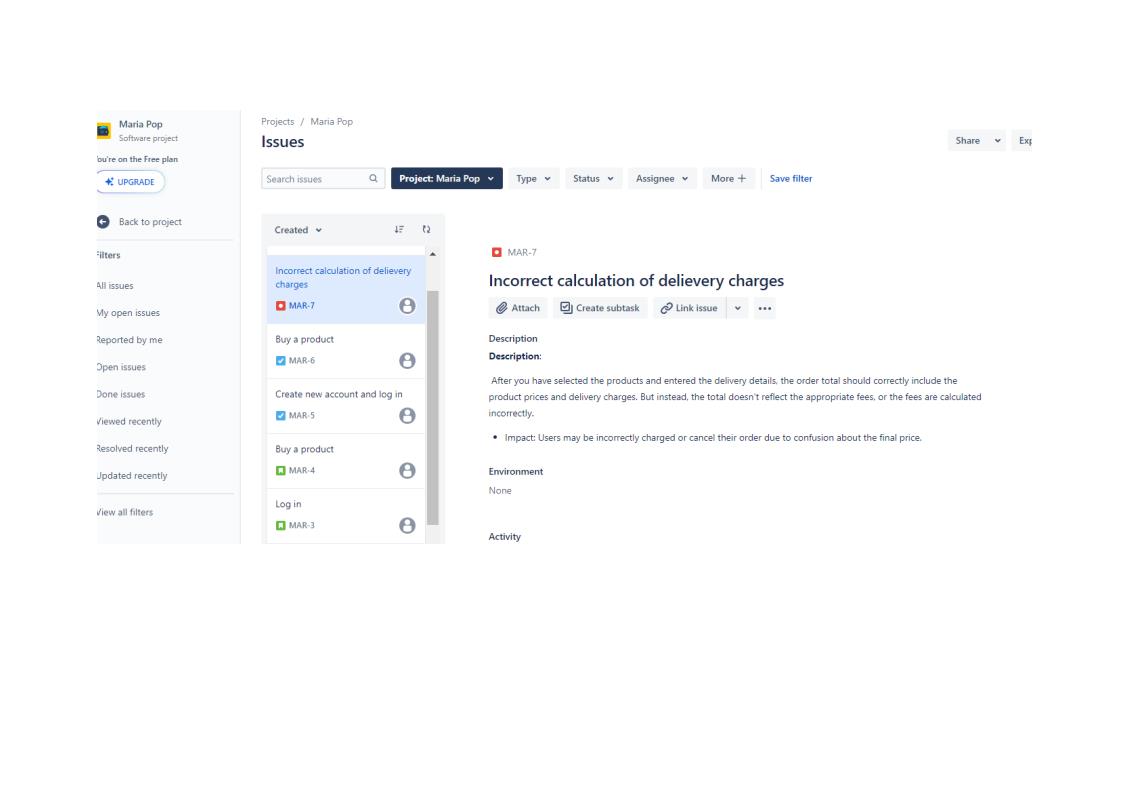 Maria Pop
Software project
You're on the Free plan
UPGRADE
Back to project
Filters
All issues
My open issues
Reported by me
Open issues
Done issues
Viewed recently
Resolved recently
Updated recently
View all filters
Projects / Maria Pop
Issues
Share
Exp
Search issues
Project: Maria Pop
Type
Status
Assignee
More +
Save filter
Created
Incorrect calculation of delievery
charges
MAR-7
Buy a product
MAR-6
Create new account and log in
MAR-5
Buy a product
MAR-4
Log in
MAR-3
MAR-7
Incorrect calculation of delievery charges
Attach
Create subtask
Link issue
Description
Description:
After you have selected the products and entered the delivery details, the order total should correctly include the
product prices and delivery charges. But instead, the total doesn't reflect the appropriate fees, or the fees are calculated
incorrectly.
• Impact: Users may be incorrectly charged or cancel their order due to confusion about the final price.
Environment
None
Activity